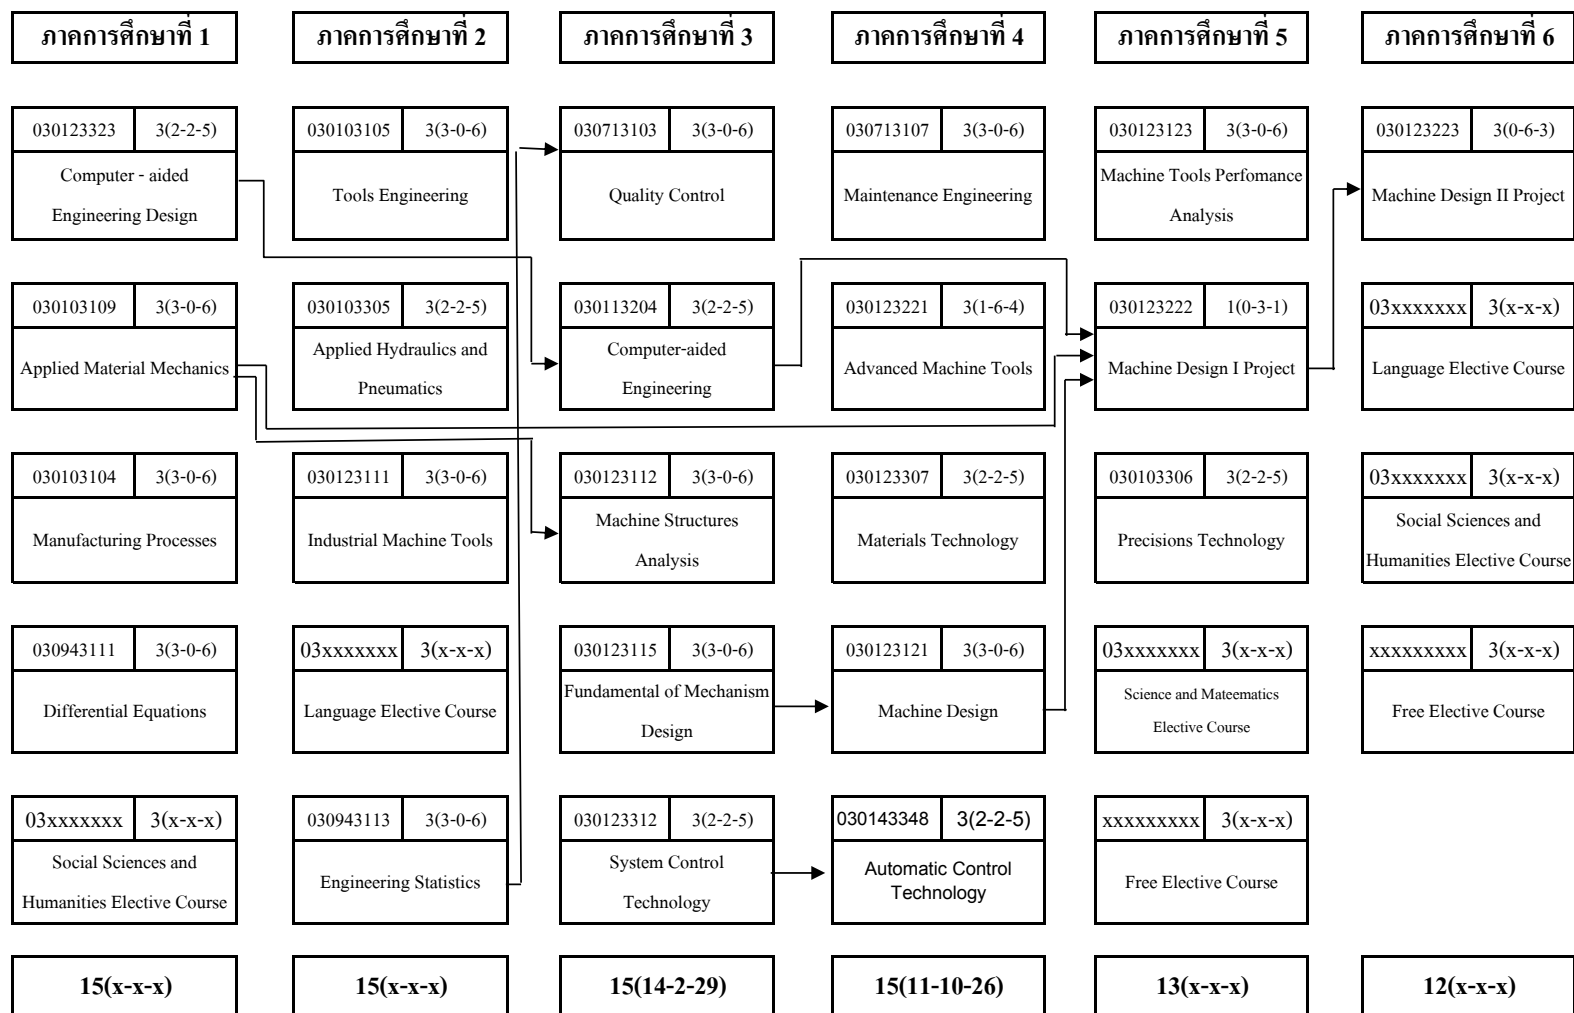 ภาคการศึกษาที่ 1
ภาคการศึกษาที่ 2
ภาคการศึกษาที่ 3
ภาคการศึกษาที่ 4
ภาคการศึกษาที่ 5
ภาคการศึกษาที่ 6
030123323 3(2-2-5)
Computer - aided
Engineering Design
030103105 3(3-0-6)
Tools Engineering
030713103 3(3-0-6)
Quality Control
030713107 3(3-0-6)
Maintenance Engineering
030123123 3(3-0-6)
Machine Tools Perfomance
Analysis
030123223 3(0-6-3)
Machine Design II Project
030103109 3(3-0-6)
Applied Material Mechanics
030103305 3(2-2-5)
Applied Hydraulics and
Pneumatics
030113204 3(2-2-5)
Computer-aided
Engineering
030123221 3(1-6-4)
Advanced Machine Tools
030123222 1(0-3-1)
Machine Design I Project
03xxxxxxx 3(x-x-x)
Language Elective Course
030103104 3(3-0-6)
Manufacturing Processes
030123111 3(3-0-6)
Industrial Machine Tools
030123112 3(3-0-6)
Machine Structures
Analysis
030123307 3(2-2-5)
Materials Technology
030103306 3(2-2-5)
Precisions Technology
03xxxxxxx 3(x-x-x)
Social Sciences and
Humanities Elective Course
030943111 3(3-0-6)
Differential Equations
03xxxxxxx 3(x-x-x)
Language Elective Course
030123115 3(3-0-6)
Fundamental of Mechanism
Design
030123121 3(3-0-6)
Machine Design
03xxxxxxx 3(x-x-x)
Science and Mateematics
Elective Course
xxxxxxxxx 3(x-x-x)
Free Elective Course
03xxxxxxx 3(x-x-x)
Social Sciences and
Humanities Elective Course
030943113 3(3-0-6)
Engineering Statistics
030123312 3(2-2-5)
System Control
Technology
030143348 3(2-2-5)
Automatic Control
Technology
xxxxxxxxx 3(x-x-x)
Free Elective Course
15(x-x-x)
15(x-x-x)
15(14-2-29)
15(11-10-26)
13(x-x-x)
12(x-x-x)